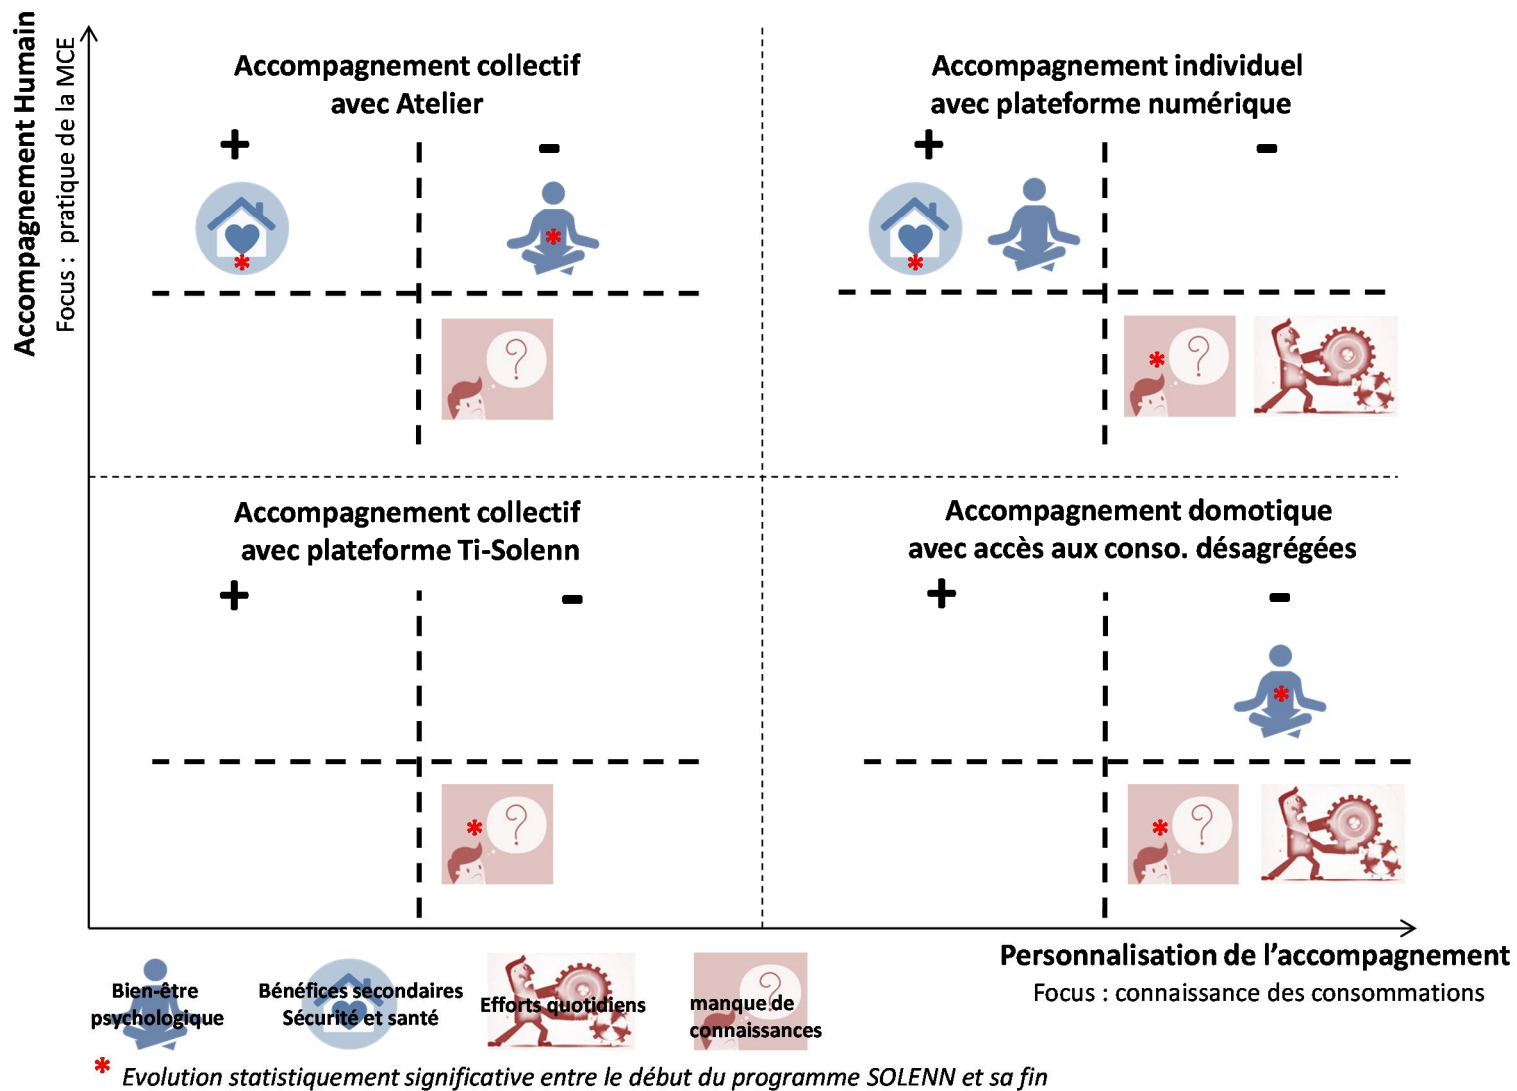 Accompagnement Humain
Focus : pratique de la MCE
Accompagnement collectif
avec Atelier
+ -
Accompagnement individuel
avec plateforme numérique
+ -
*
*
*
?
*
?
Accompagnement collectif
avec plateforme Ti-Solenn
+ -
Accompagnement domotique
avec accès aux conso. désagrégées
+ -
*
*
?
*
?
Personnalisation de l'accompagnement
Focus : connaissance des consommations
Bien-être
psychologique
Bénéfices secondaires
Sécurité et santé
Efforts quotidiens
?
manque de
connaissances
* Evolution statistiquement significative entre le début du programme SOLENN et sa fin